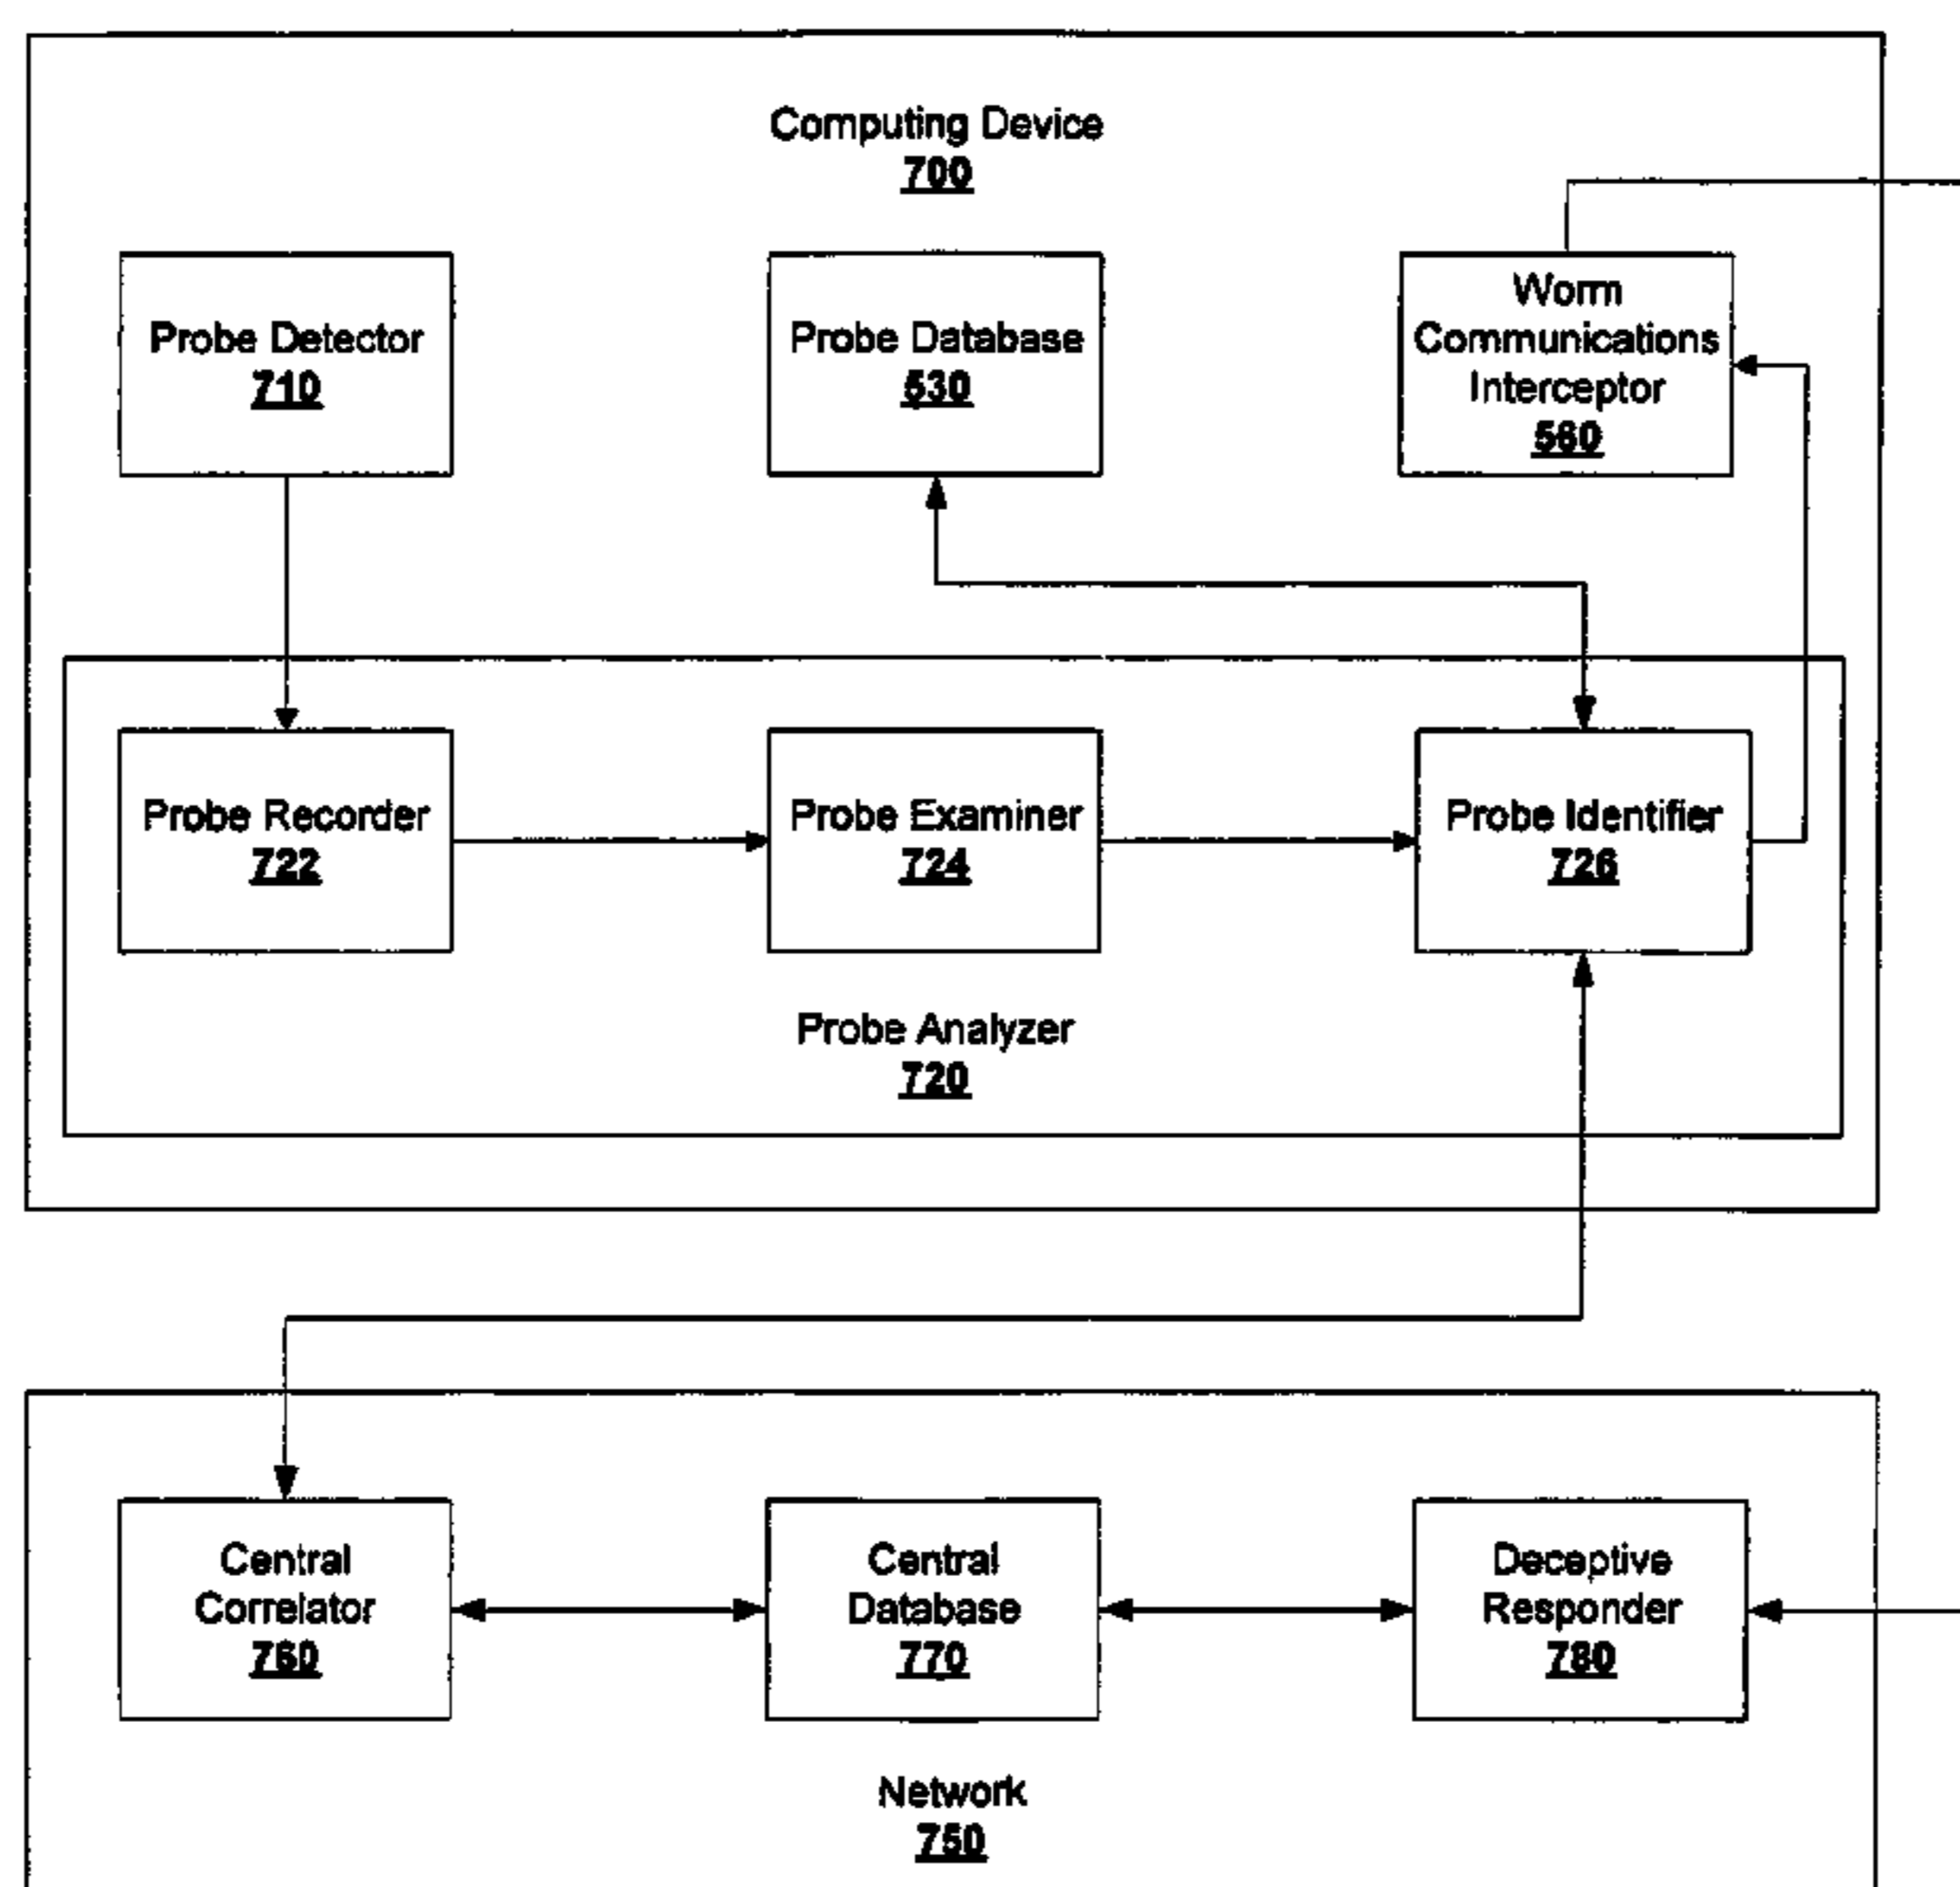 Computing Device
700
Probe Detector
710
Probe Database
530
Worm
Communications
Interceptor
560
Probe Recorder
722
Probe Examiner
724
Probe Identifier
726
Probe Analyzer
720
Central
Correlator
760
Central
Database
770
Deceptive
Responder
780
Network
750